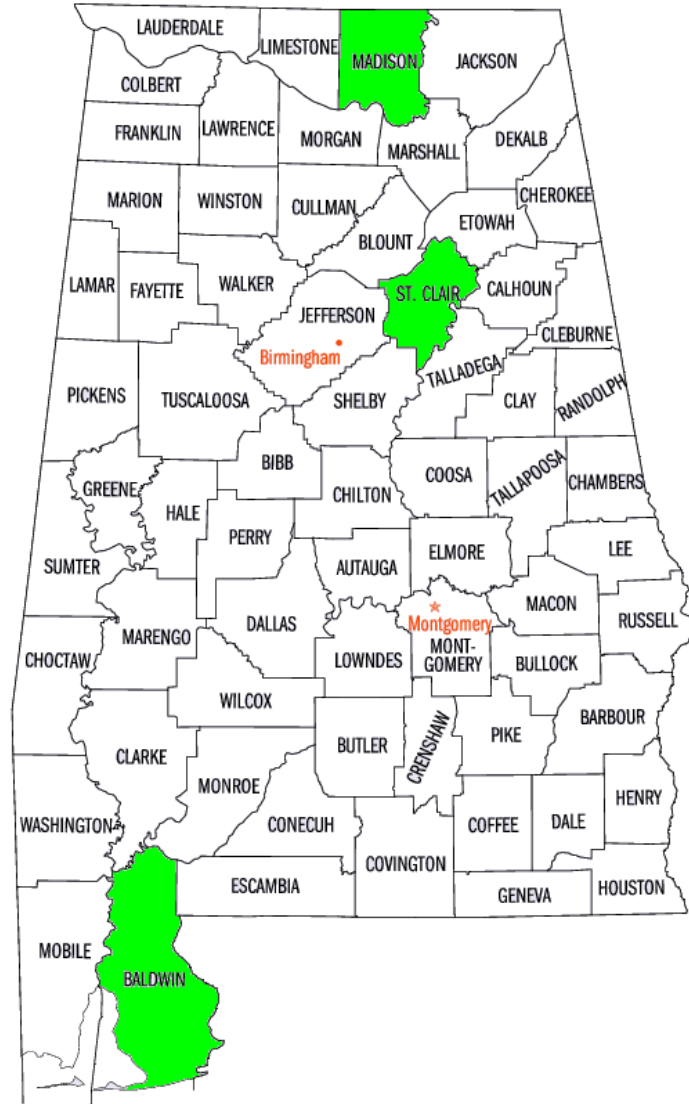 LAUDERDALE
LIMESTONE
MADISON
JACKSON
COLBERT
FRANKLIN
LAWRENCE
MORGAN
MARSHALL
DEKALB
MARION
WINSTON
CULLMAN
BLOUNT
ETOWAH
CHEROKEE
LAMAR
FAYETTE
WALKER
JEFFERSON
ST. CLAIR
CALHOUN
CLEBURNE
Birmingham
PICKENS
TUSCALOOSA
SHELBY
TALLADEGA
CLAY
RANDOLPH
BIBB
GREENE
HALE
CHILTON
COOSA
TALLAPOOSA
CHAMBERS
PERRY
SUMTER
AUTAUGA
ELMORE
LEE
MACON
Montgomery
RUSSELL
DALLAS
MARENGO
CHOCTAW
LOWNDES
MONT-
GOMERY
BULLOCK
WILCOX
BARBOUR
CLARKE
BUTLER
CRENSHAW
PIKE
MONROE
HENRY
WASHINGTON
CONECUH
COFFEE
DALE
COVINGTON
ESCAMBIA
GENEVA
HOUSTON
MOBILE
BALDWIN